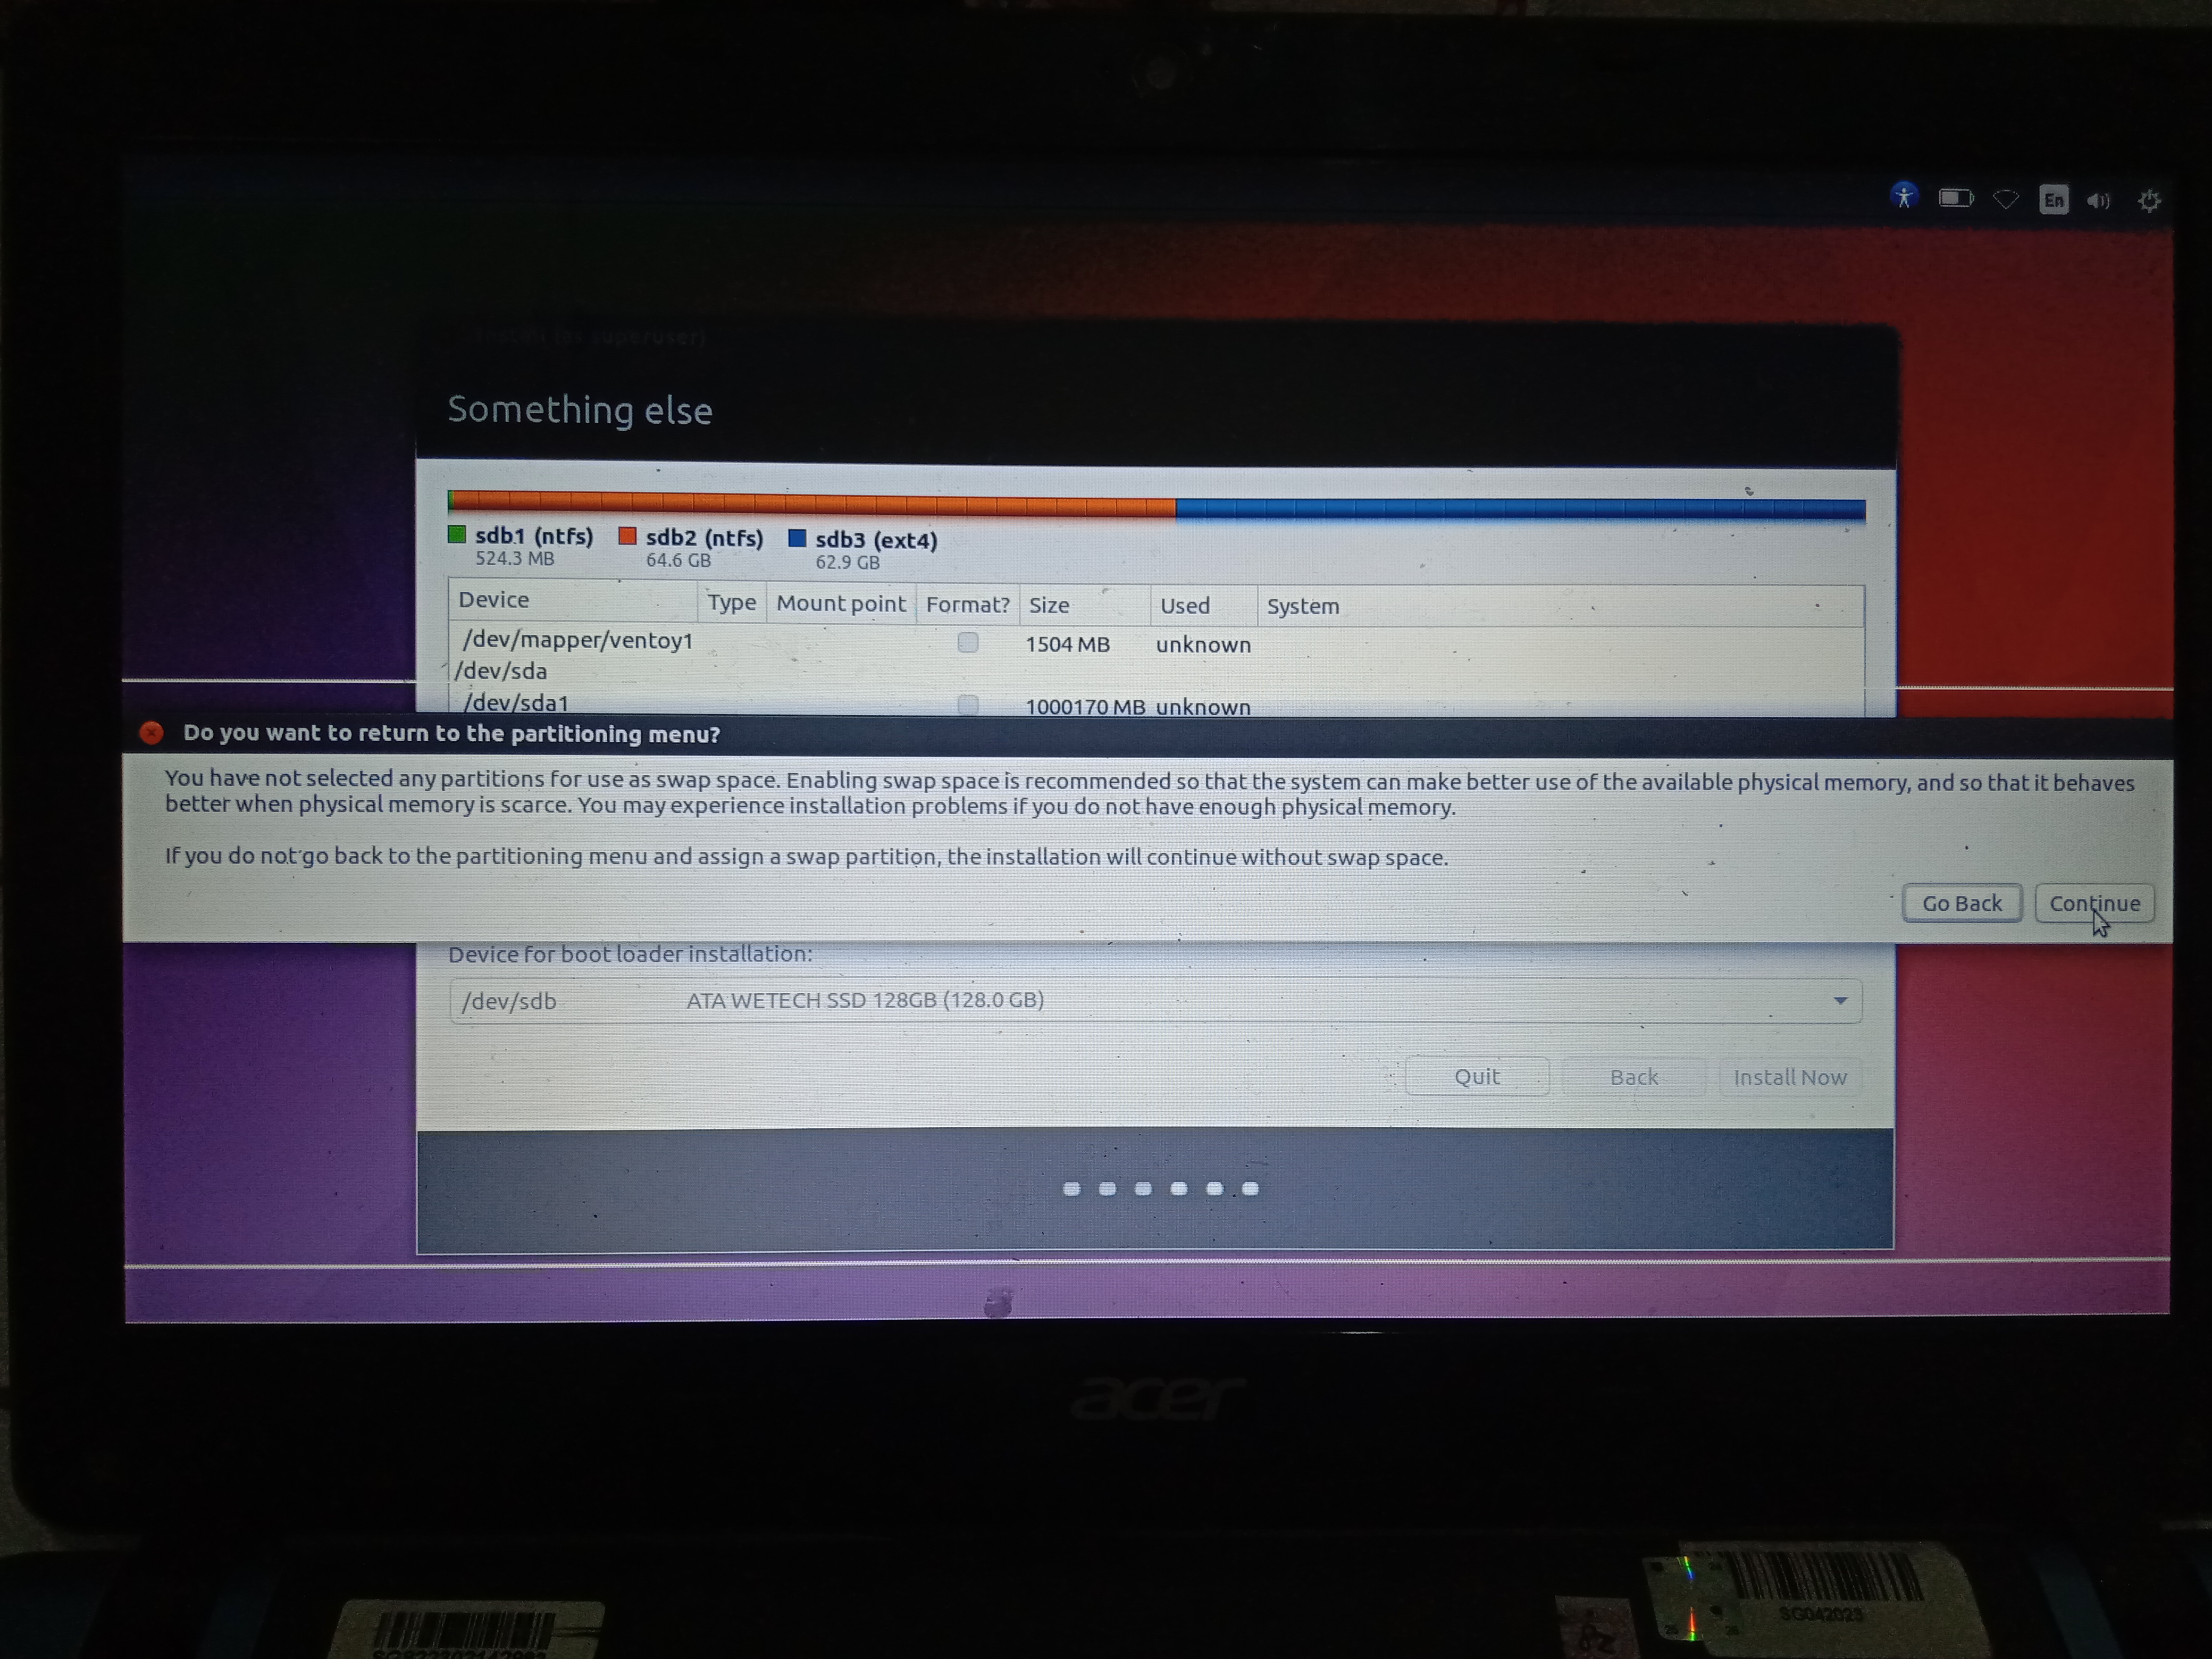 En
Install (as superuser)
Something else
sdb1 (ntfs) sdb2 (ntfs) sdb3 (ext4)
524.3 MB 64.6 GB 62.9 GB
Device Type Mount point Format? Size Used System
/dev/mapper/ventoy1 1504 MB unknown
/dev/sda
/dev/sda1 1000170 MB unknown
Do you want to return to the partitioning menu?
You have not selected any partitions for use as swap space. Enabling swap space is recommended so that the system can make better use of the available physical memory, and so that it behaves
better when physical memory is scarce. You may experience installation problems if you do not have enough physical memory.
If you do not go back to the partitioning menu and assign a swap partition, the installation will continue without swap space.
Go Back Continue
Device for boot loader installation:
/dev/sdb ATA WETECH SSD 128GB (128.0 GB)
Quit Back Install Now
acer
SG042023